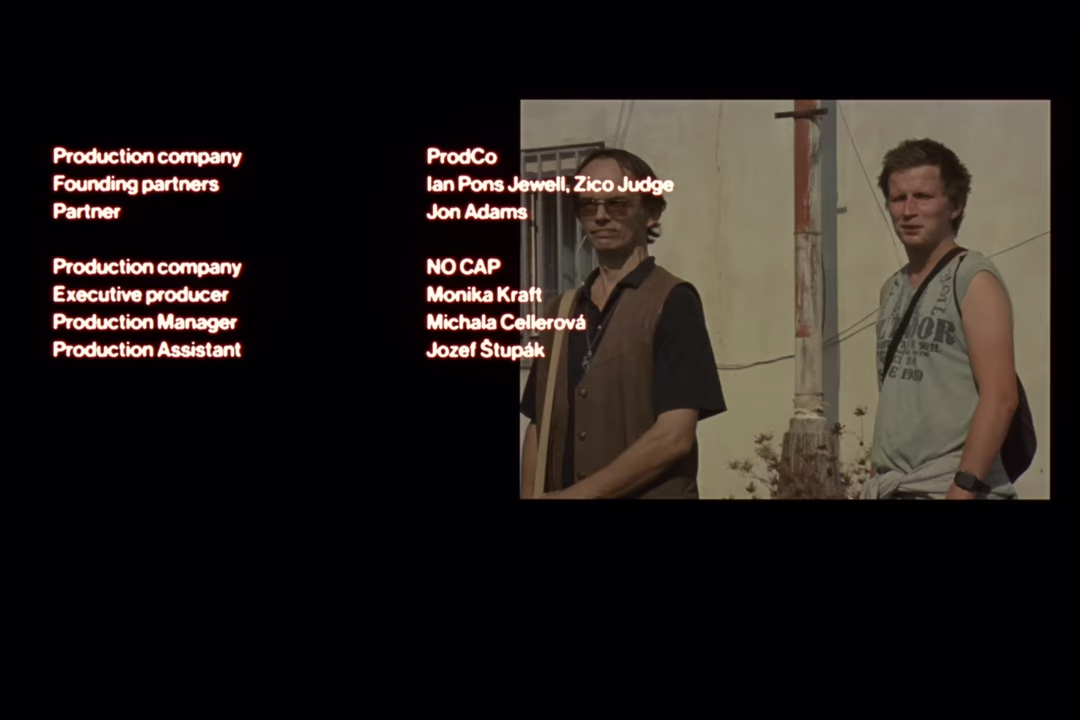 Production company ProdCo
Founding partners Ian Pons Jewell, Zico Judge
Partner Jon Adams
Production company NO CAP
Executive producer Monika Kraft
Production Manager Michala Cellerová
Production Assistant Jozef Štupák